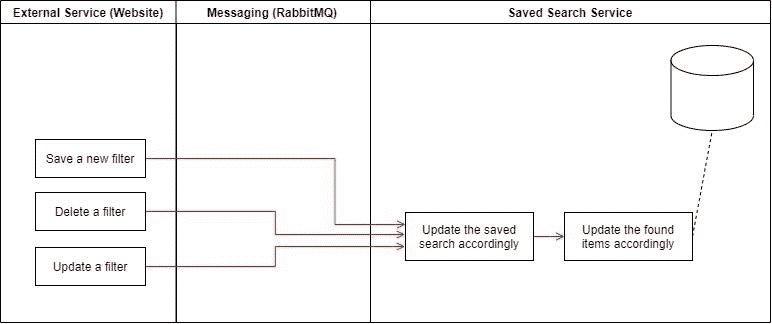 External Service (Website)
Messaging (RabbitMQ)
Saved Search Service
Save a new filter
Delete a filter
Update a filter
Update the saved
search accordingly
Update the found
items accordingly